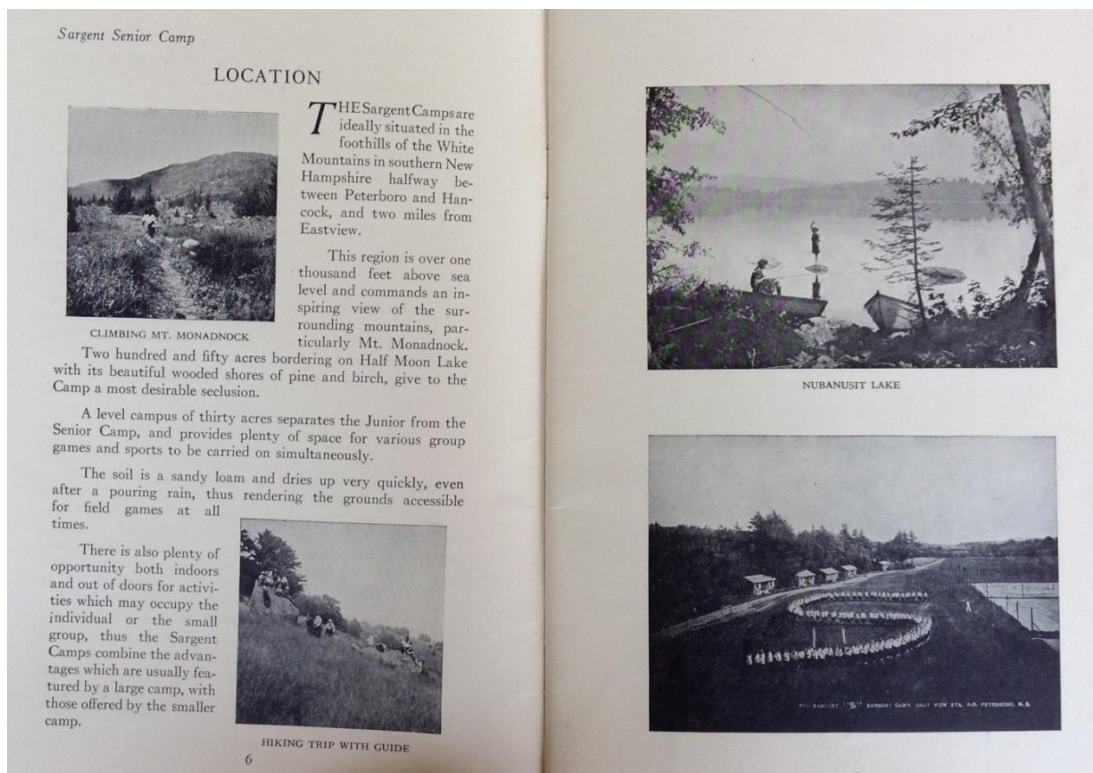 Sargent Senior Camp
LOCATION
THE Sargent Camps are
ideally situated in the
foothills of the White
Mountains in southern New
Hampshire halfway be-
tween Peterboro and Han-
cock, and two miles from
Eastview.
This region is over one
thousand feet above sea
level and commands an in-
spiring view of the sur-
rounding mountains, par-
ticularly Mt. Monadnock.
CLIMBING MT. MONADNOCK
Two hundred and fifty acres bordering on Half Moon Lake
with its beautiful wooded shores of pine and birch, give to the
Camp a most desirable seclusion.
A level campus of thirty acres separates the Junior from the
Senior Camp, and provides plenty of space for various group
games and sports to be carried on simultaneously.
The soil is a sandy loam and dries up very quickly, even
after a pouring rain, thus rendering the grounds accessible
for field games at all
times.
There is also plenty of
opportunity both indoors
and out of doors for activi-
ties which may occupy the
individual or the small
group, thus the Sargent
Camps combine the advan-
tages which are usually fea-
tured by a large camp, with
those offered by the smaller
camp.
HIKING TRIP WITH GUIDE
6
NUBANUSIT LAKE
"S" SARGENT CAMP, EAST VIEW STA. P.O. PETERBORO, N.H.